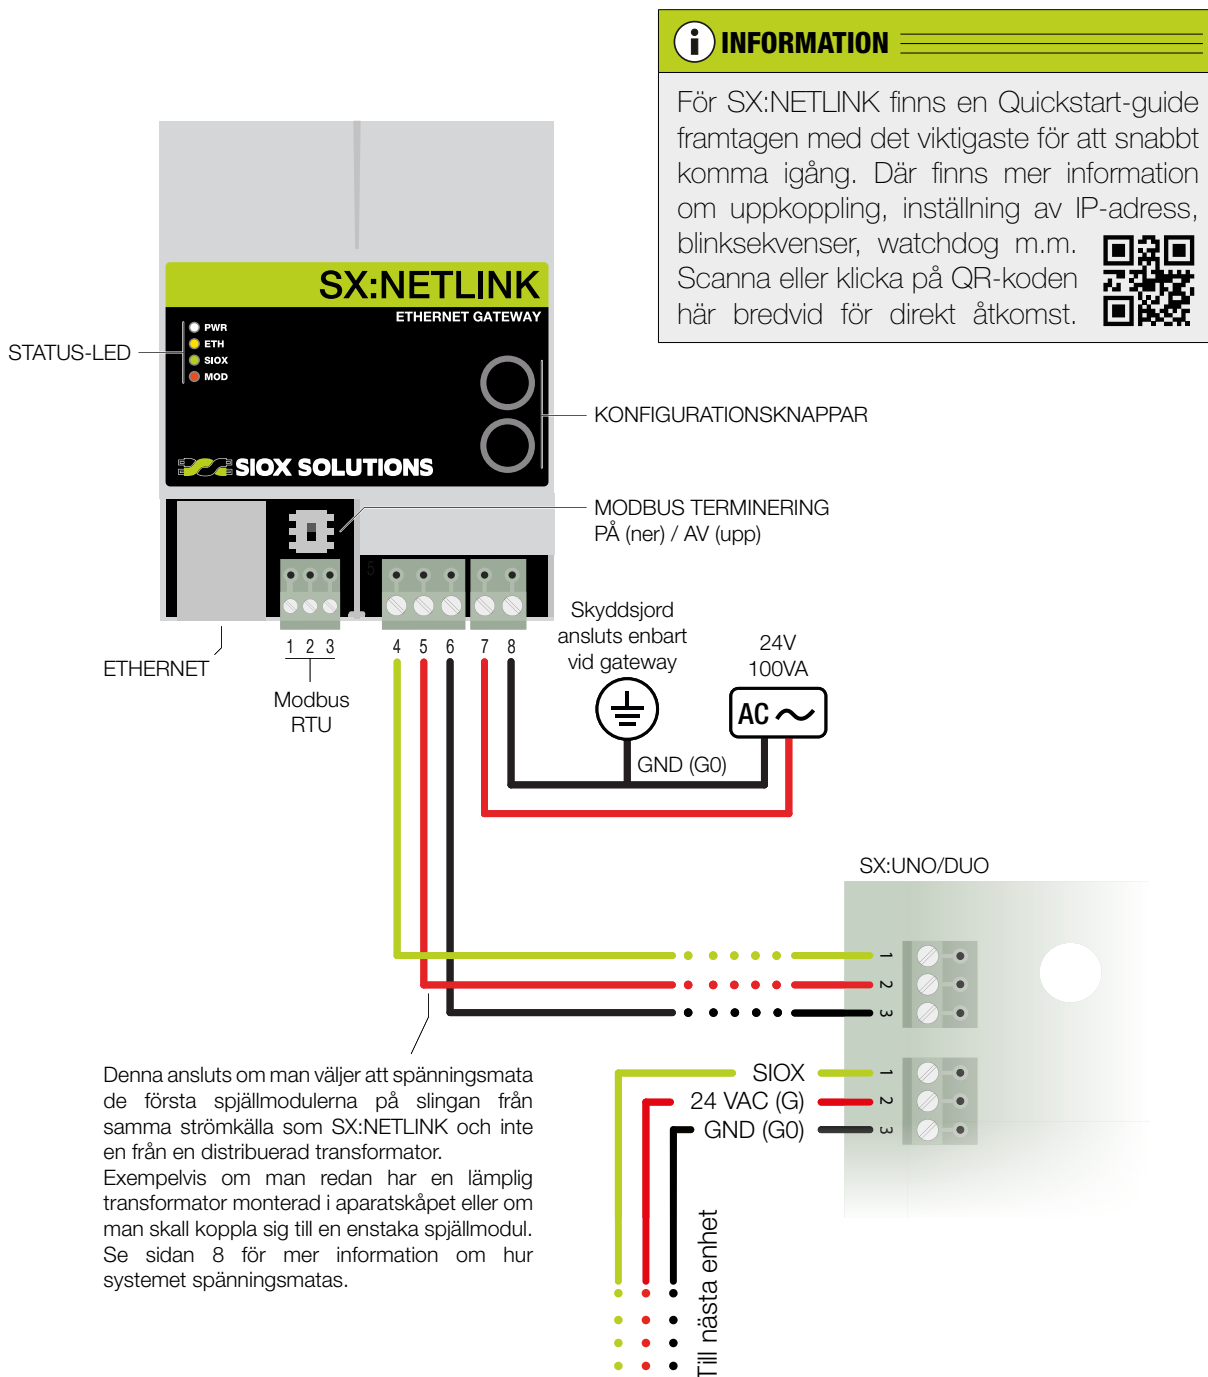 INFORMATION
För SX:NETLINK finns en Quickstart-guide
framtagen med det viktigaste för att snabbt
komma igång. Där finns mer information
om uppkoppling, inställning av IP-adress,
blinksekvenser, watchdog m.m.
Scanna eller klicka på QR-koden
här bredvid för direkt åtkomst.
SX:NETLINK
ETHERNET GATEWAY
PWR
ETH
SIOX
MOD
STATUS-LED
KONFIGURATIONSKNAPPAR
SIOX SOLUTIONS
MODBUS TERMINERING
PÅ (ner) / AV (upp)
5
ETHERNET
1 2 3
Modbus
RTU
4 5 6 7 8
Skyddsjord
ansluts enbart
vid gateway
24V
100VA
AC
GND (G0)
SX:UNO/DUO
1
2
3
Denna ansluts om man väljer att spänningsmata
de första spjällmodulerna på slingan från
samma strömkälla som SX:NETLINK och inte
en från en distribuerad transformator.
Exempelvis om man redan har en lämplig
transformator monterad i aparatskåpet eller om
man skall koppla sig till en enstaka spjällmodul.
Se sidan 8 för mer information om hur
systemet spänningsmatas.
SIOX 1
24 VAC (G) 2
GND (G0) 3
Till nästa enhet